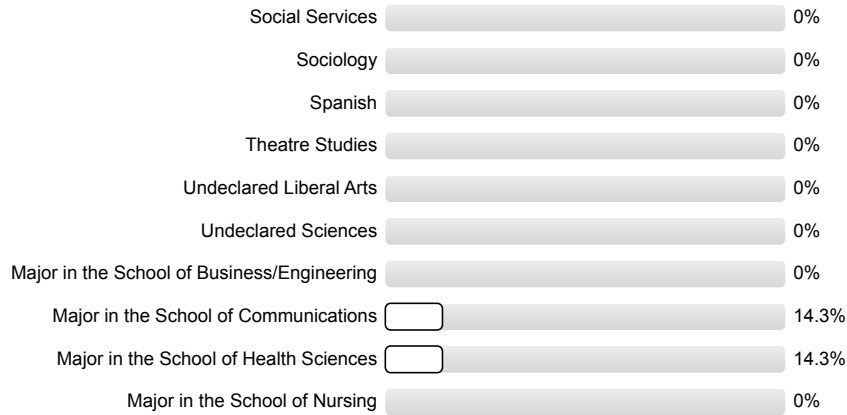 Social Services 0%
Sociology 0%
Spanish 0%
Theatre Studies 0%
Undeclared Liberal Arts 0%
Undeclared Sciences 0%
Major in the School of Business/Engineering 0%
Major in the School of Communications 14.3%
Major in the School of Health Sciences 14.3%
Major in the School of Nursing 0%